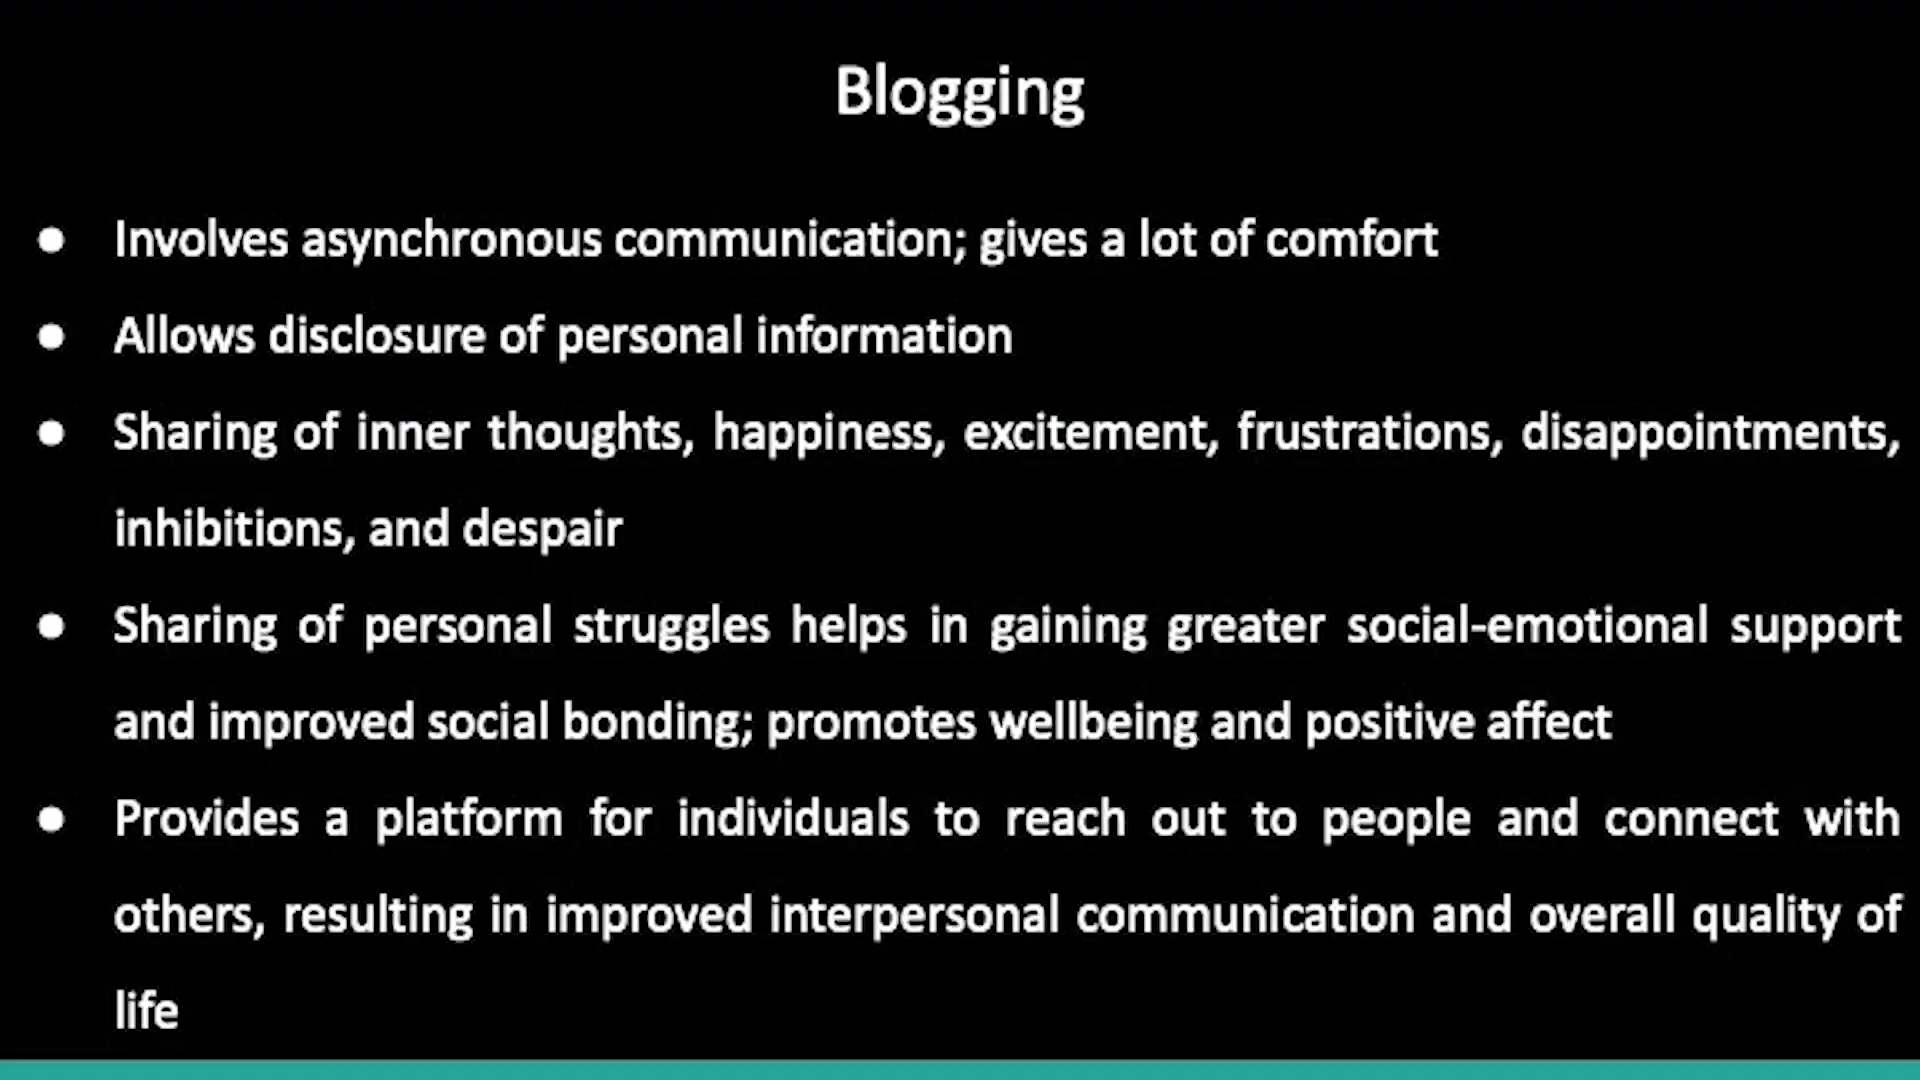 Blogging
● Involves asynchronous communication; gives a lot of comfort
● Allows disclosure of personal information
● Sharing of inner thoughts, happiness, excitement, frustrations, disappointments,
inhibitions, and despair
● Sharing of personal struggles helps in gaining greater social-emotional support
and improved social bonding; promotes wellbeing and positive affect
● Provides a platform for individuals to reach out to people and connect with
others, resulting in improved interpersonal communication and overall quality of
life